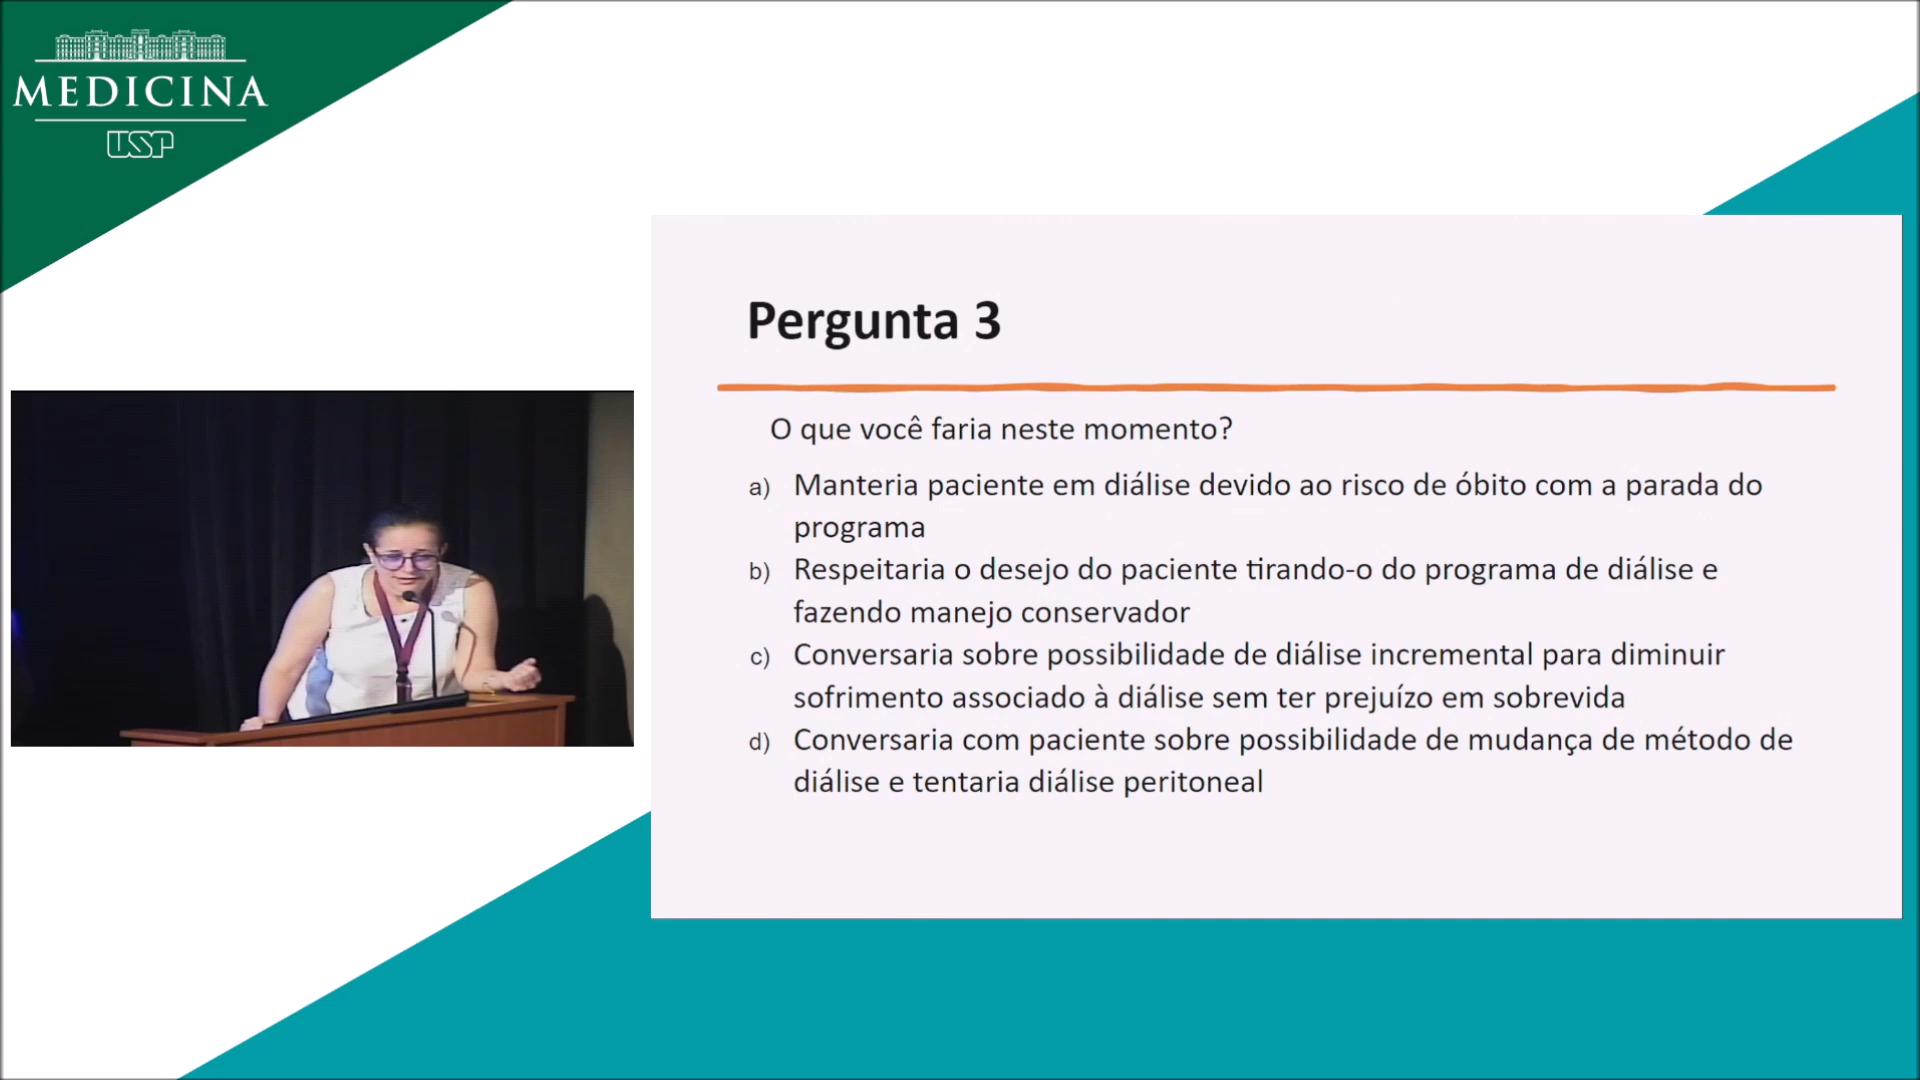 MEDICINA
USP
Pergunta 3
O que você faria neste momento?
a) Manteria paciente em diálise devido ao risco de óbito com a parada do
programa
b) Respeitaria o desejo do paciente tirando-o do programa de diálise e
fazendo manejo conservador
c) Conversaria sobre possibilidade de diálise incremental para diminuir
sofrimento associado à diálise sem ter prejuízo em sobrevida
d) Conversaria com paciente sobre possibilidade de mudança de método de
diálise e tentaria diálise peritoneal